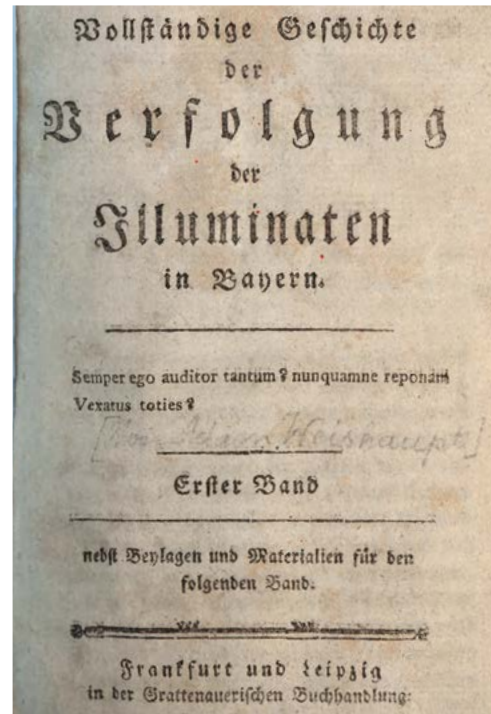 Vollständige Geschichte
der
Verfolgung
der
Illuminaten
in Bayern.
Semper ego auditor tantum? nunquamne reponam
Vexatus toties?
[Von Adam Weishaupt]
Erster Band
nebst Beylagen und Materialien für den
folgenden Band.
Frankfurt und Leipzig
in der Grattenauerischen Buchhandlung: